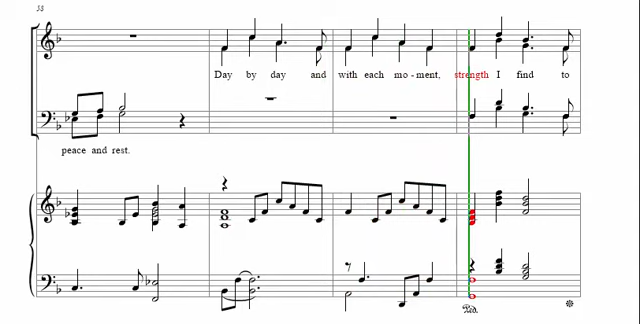 38
Day by day and with each mo - ment, strength I find to
peace and rest.